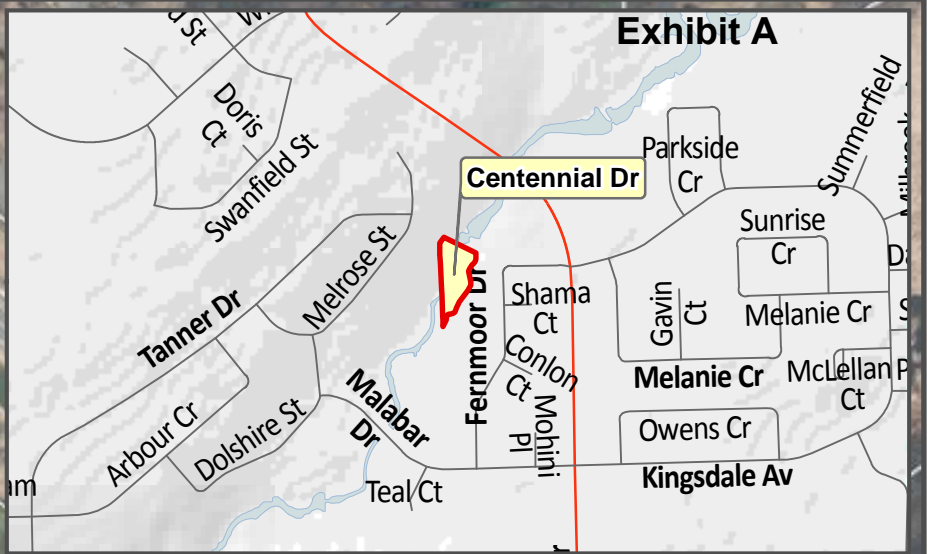 Exhibit A
Doris
Ct
Swanfield St
Summerfield
Parkside
Cr
Centennial Dr
Sunrise
Cr
Melrose St
Tanner Dr
Fernmoor Dr
Shama
Ct
Gavin
Ct
Melanie Cr
Conlon
Ct
Melanie Cr
McLellan
Ct
Malabar
Dr
Mohini
Pl
Arbour Cr
Dolshire St
Owens Cr
Kingsdale Av
Teal Ct